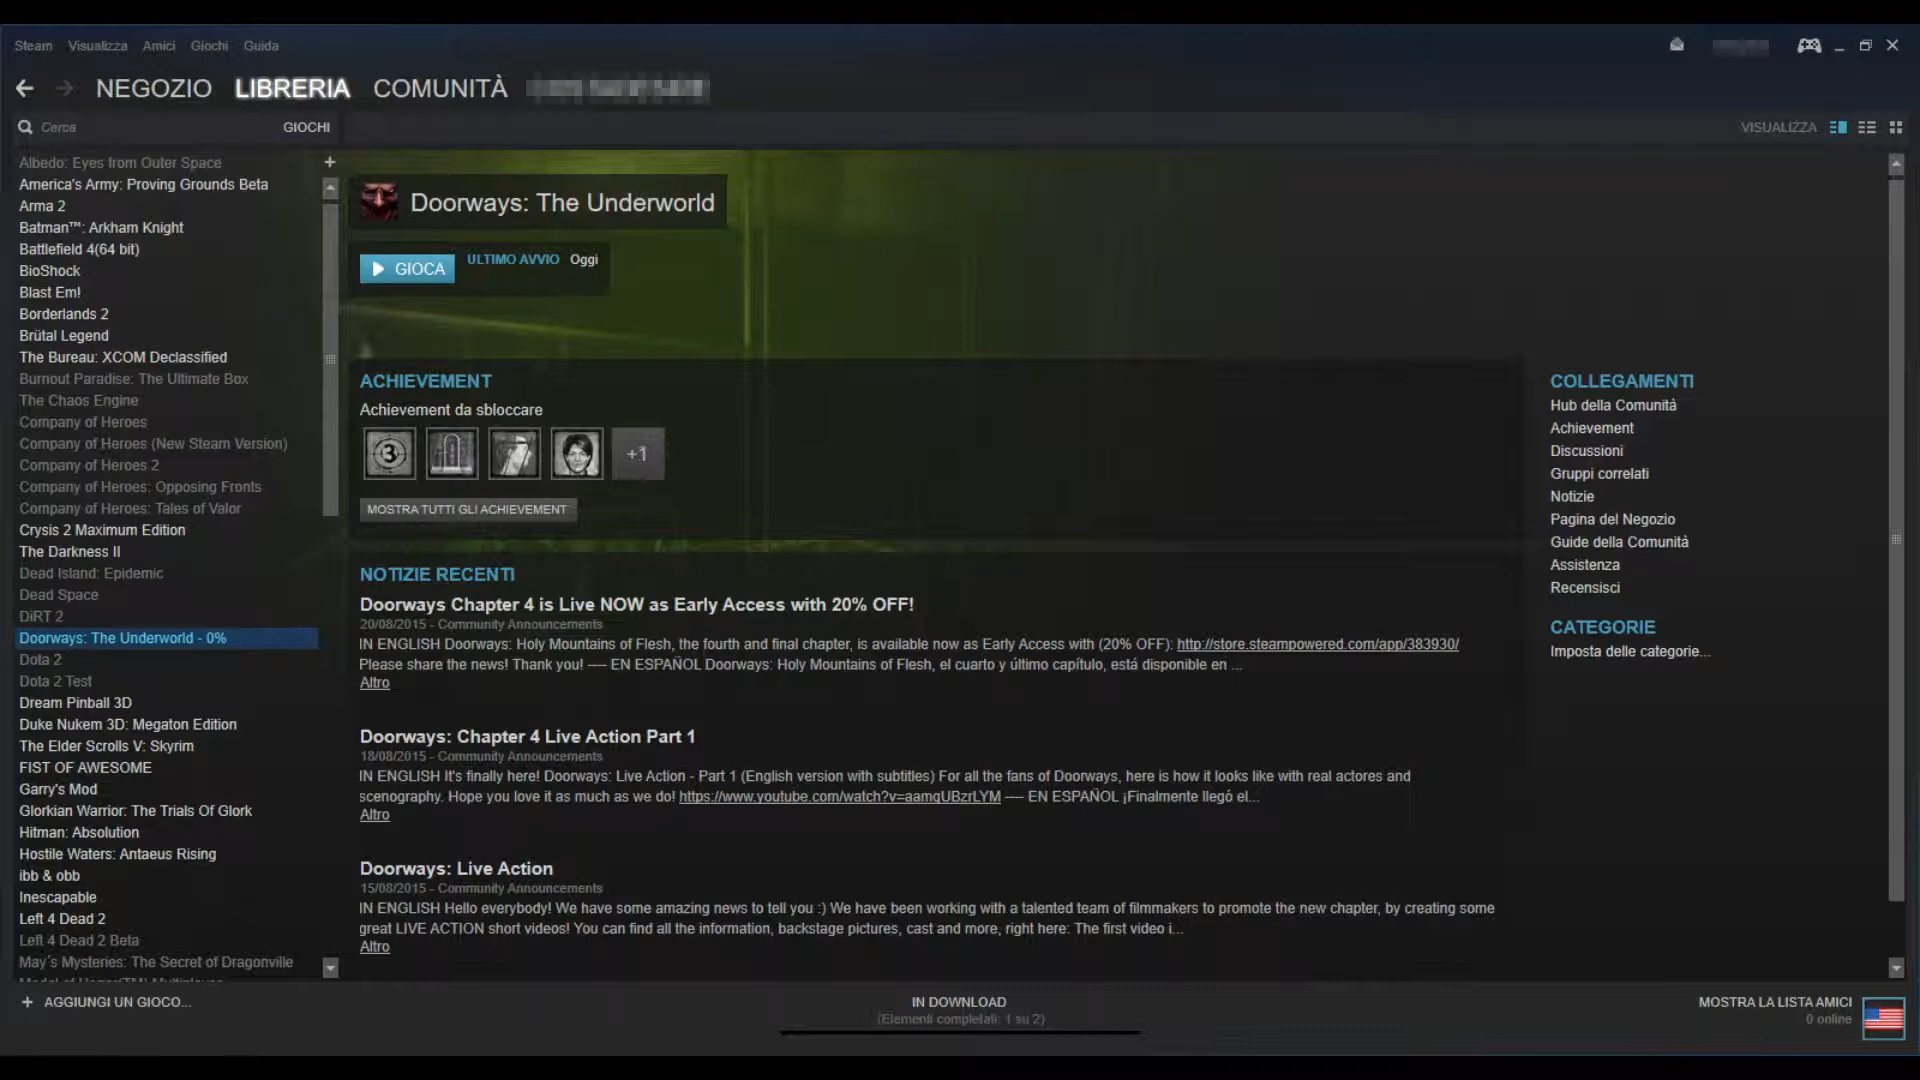 Steam Visualizza Amici Giochi Guida
NEGOZIO LIBRERIA COMUNITÀ
Cerca GIOCHI VISUALIZZA
Albedo: Eyes from Outer Space +
America's Army: Proving Grounds Beta
Arma 2
Batman™: Arkham Knight
Battlefield 4(64 bit)
BioShock
Blast Em!
Borderlands 2
Brütal Legend
The Bureau: XCOM Declassified
Burnout Paradise: The Ultimate Box
The Chaos Engine
Company of Heroes
Company of Heroes (New Steam Version)
Company of Heroes 2
Company of Heroes: Opposing Fronts
Company of Heroes: Tales of Valor
Crysis 2 Maximum Edition
The Darkness II
Dead Island: Epidemic
Dead Space
DiRT 2
Doorways: The Underworld - 0%
Dota 2
Dota 2 Test
Dream Pinball 3D
Duke Nukem 3D: Megaton Edition
The Elder Scrolls V: Skyrim
FIST OF AWESOME
Garry's Mod
Glorkian Warrior: The Trials Of Glork
Hitman: Absolution
Hostile Waters: Antaeus Rising
ibb & obb
Inescapable
Left 4 Dead 2
Left 4 Dead 2 Beta
May´s Mysteries: The Secret of Dragonville
Doorways: The Underworld
GIOCA ULTIMO AVVIO Oggi
ACHIEVEMENT
Achievement da sbloccare
3 +1
MOSTRA TUTTI GLI ACHIEVEMENT
NOTIZIE RECENTI
Doorways Chapter 4 is Live NOW as Early Access with 20% OFF!
20/08/2015 - Community Announcements
IN ENGLISH Doorways: Holy Mountains of Flesh, the fourth and final chapter, is available now as Early Access with (20% OFF): http://store.steampowered.com/app/383930/
Please share the news! Thank you! ---- EN ESPAÑOL Doorways: Holy Mountains of Flesh, el cuarto y último capítulo, está disponible en ...
Altro
Doorways: Chapter 4 Live Action Part 1
18/08/2015 - Community Announcements
IN ENGLISH It's finally here! Doorways: Live Action - Part 1 (English version with subtitles) For all the fans of Doorways, here is how it looks like with real actores and
scenography. Hope you love it as much as we do! https://www.youtube.com/watch?v=aamqUBzrLYM ---- EN ESPAÑOL ¡Finalmente llegó el...
Altro
Doorways: Live Action
15/08/2015 - Community Announcements
IN ENGLISH Hello everybody! We have some amazing news to tell you :) We have been working with a talented team of filmmakers to promote the new chapter, by creating some
great LIVE ACTION short videos! You can find all the information, backstage pictures, cast and more, right here: The first video i...
Altro
COLLEGAMENTI
Hub della Comunità
Achievement
Discussioni
Gruppi correlati
Notizie
Pagina del Negozio
Guide della Comunità
Assistenza
Recensisci
CATEGORIE
Imposta delle categorie...
+ AGGIUNGI UN GIOCO...
IN DOWNLOAD
(Elementi completati: 1 su 2)
MOSTRA LA LISTA AMICI
0 online